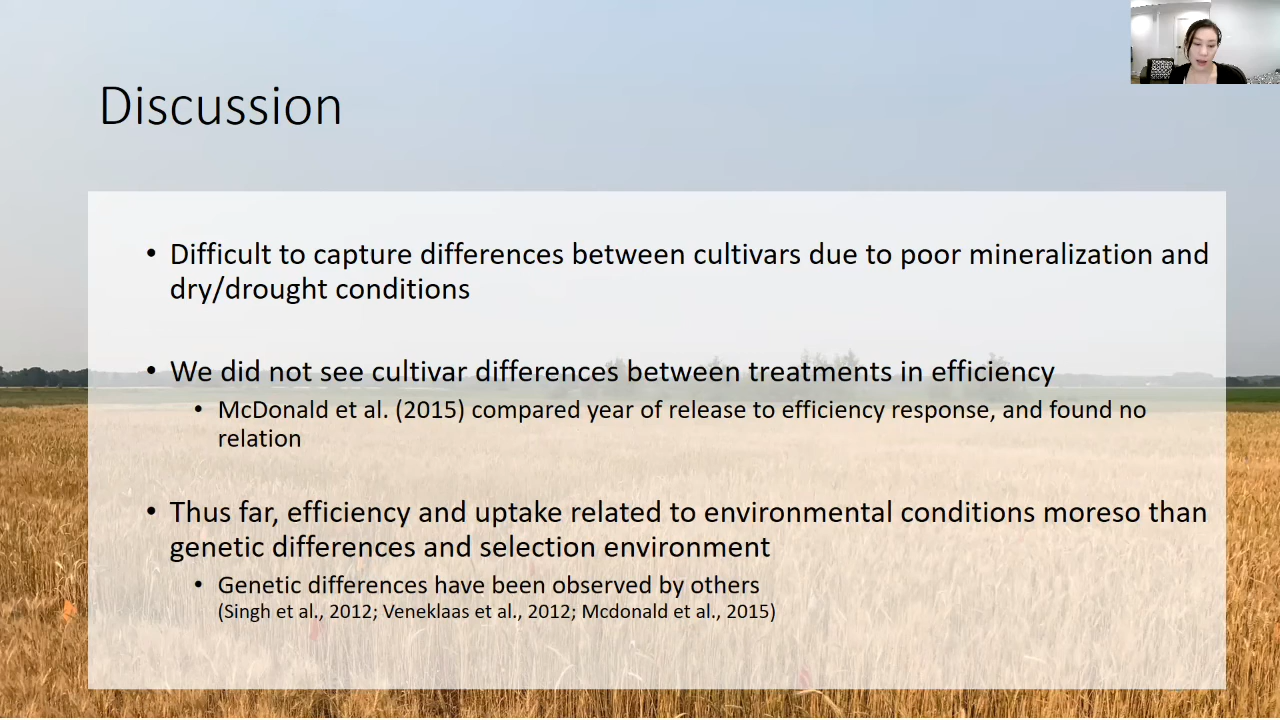 Discussion
• Difficult to capture differences between cultivars due to poor mineralization and
dry/drought conditions
• We did not see cultivar differences between treatments in efficiency
• McDonald et al. (2015) compared year of release to efficiency response, and found no
relation
• Thus far, efficiency and uptake related to environmental conditions moreso than
genetic differences and selection environment
• Genetic differences have been observed by others
(Singh et al., 2012; Veneklaas et al., 2012; Mcdonald et al., 2015)